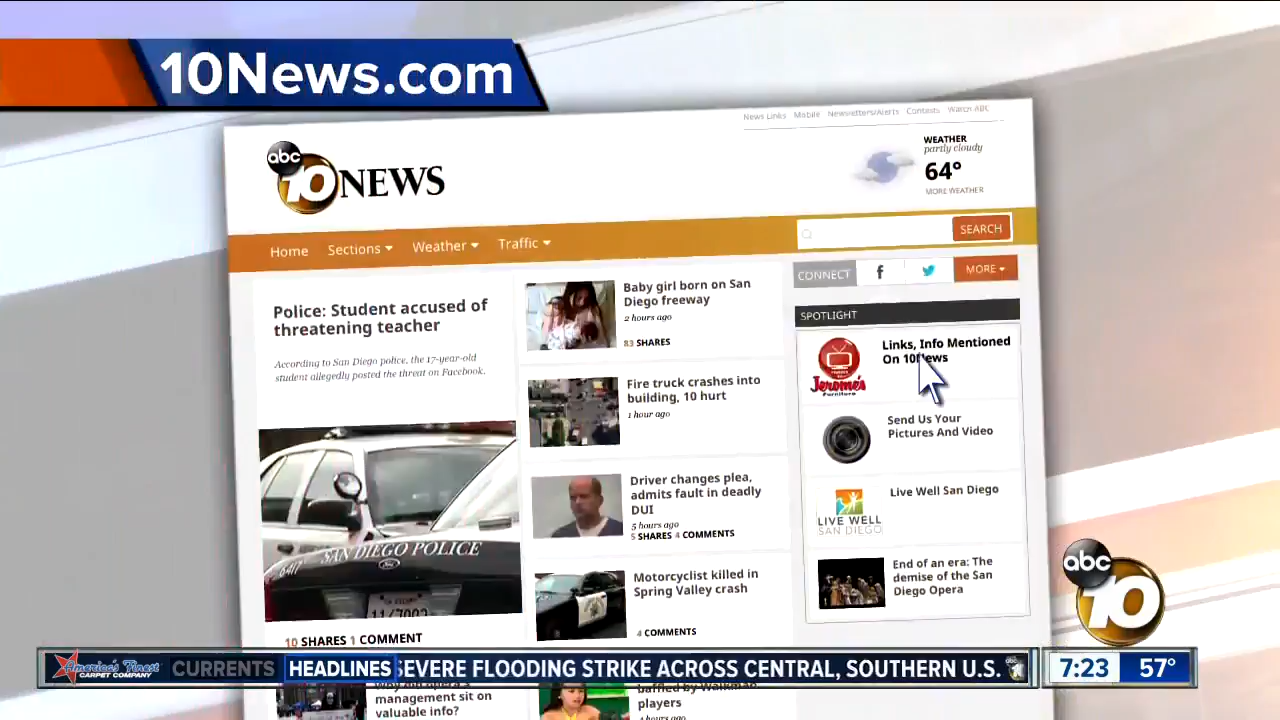 10News.com
News Links Mobile Newsletters/Alerts Contests Watch ABC
abc 10 NEWS
WEATHER
partly cloudy
64°
MORE WEATHER
Home Sections Weather Traffic
SEARCH
CONNECT f MORE
Police: Student accused of
threatening teacher
According to San Diego police, the 17-year-old
student allegedly posted the threat on Facebook.
SAN DIEGO POLICE
Ford
6417
10 SHARES 1 COMMENT
Baby girl born on San
Diego freeway
2 hours ago
83 SHARES
Fire truck crashes into
building, 10 hurt
1 hour ago
Driver changes plea,
admits fault in deadly
DUI
5 hours ago
5 SHARES 4 COMMENTS
Motorcyclist killed in
Spring Valley crash
4 COMMENTS
SPOTLIGHT
Jerome's
FURNITURE
Links, Info Mentioned
On 10News
Send Us Your
Pictures And Video
LIVE WELL
SAN DIEGO
Live Well San Diego
End of an era: The
demise of the San
Diego Opera
abc 10
America's Finest
CARPET COMPANY
CURRENTS HEADLINES SEVERE FLOODING STRIKE ACROSS CENTRAL, SOUTHERN U.S.
7:23 57°
management sit on
valuable info?
players
4 hours ago